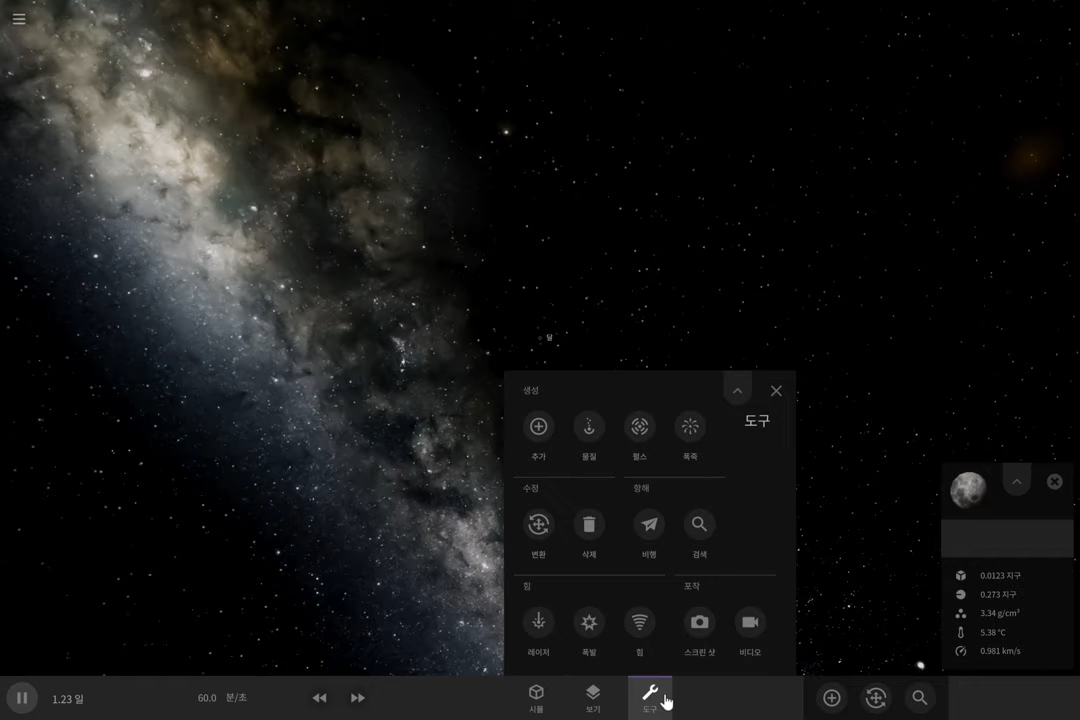 달
생성
도구
추가
물질
펄스
폭죽
수정
항해
변환
삭제
비행
검색
힘
포착
레이저
폭발
힘
스크린 샷
비디오
0.0123 지구
0.273 지구
3.34 g/cm³
5.38 °C
0.981 km/s
1.23 일
60.0 분/초
시뮬
보기
도구